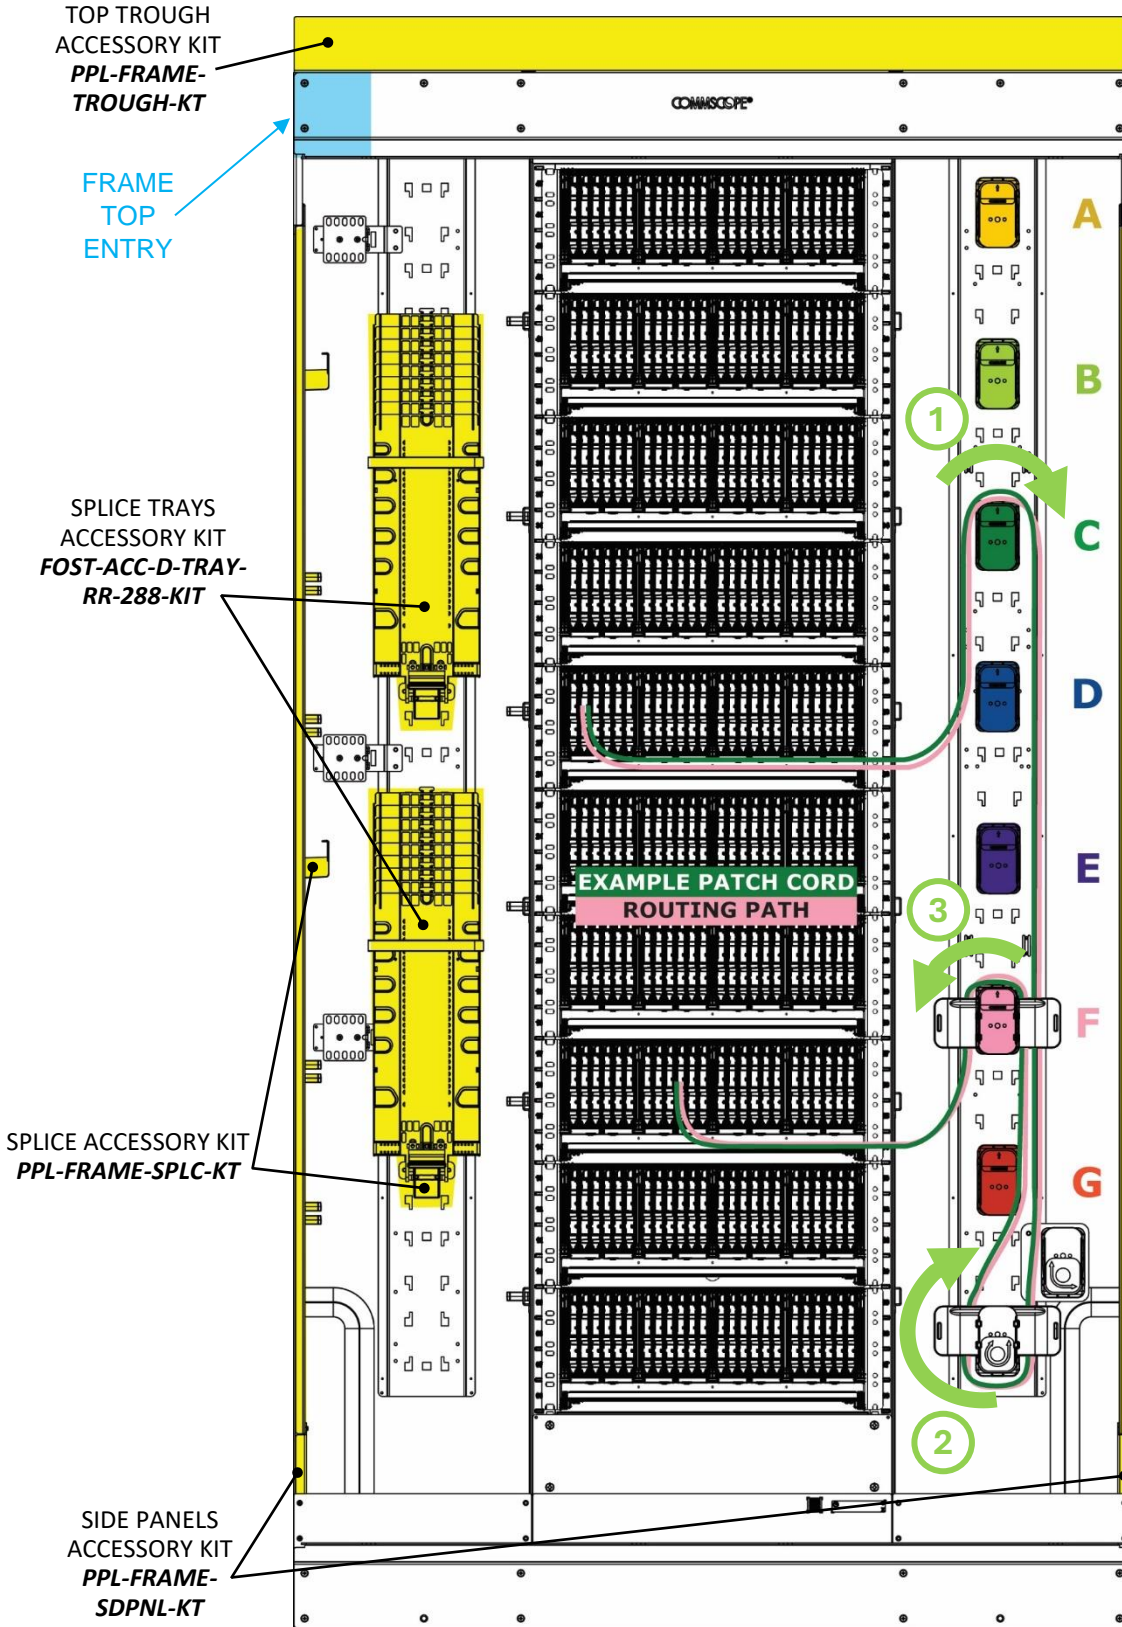 TOP TROUGH
ACCESSORY KIT
PPL-FRAME-
TROUGH-KT
COMMSCOPE®
FRAME
TOP
ENTRY
A
B
1
C
SPLICE TRAYS
ACCESSORY KIT
FOST-ACC-D-TRAY-
RR-288-KIT
D
E
EXAMPLE PATCH CORD
ROUTING PATH
3
F
SPLICE ACCESSORY KIT
PPL-FRAME-SPLC-KT
G
2
SIDE PANELS
ACCESSORY KIT
PPL-FRAME-
SDPNL-KT